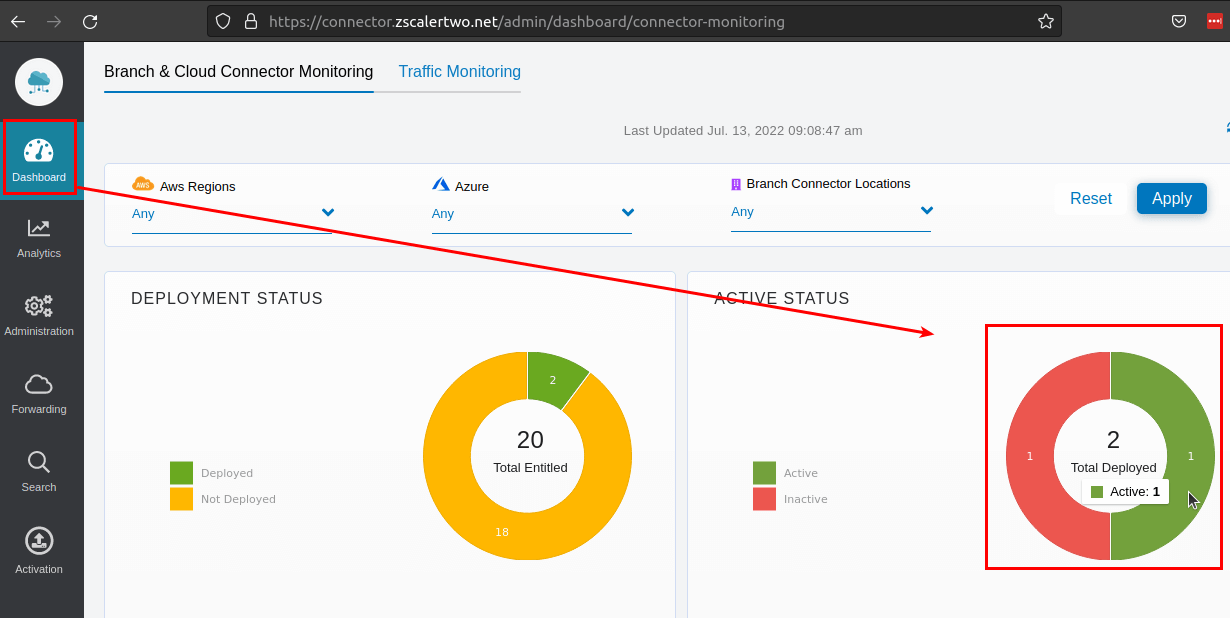 https://connector.zscalertwo.net/admin/dashboard/connector-monitoring
Branch & Cloud Connector Monitoring
Traffic Monitoring
Last Updated Jul. 13, 2022 09:08:47 am
Dashboard
Analytics
Administration
Forwarding
Search
Activation
AWS Aws Regions
Any
Azure
Any
Branch Connector Locations
Any
Reset
Apply
DEPLOYMENT STATUS
2
20
Total Entitled
Deployed
Not Deployed
18
ACTIVE STATUS
1
2
1
Total Deployed
Active: 1
Active
Inactive